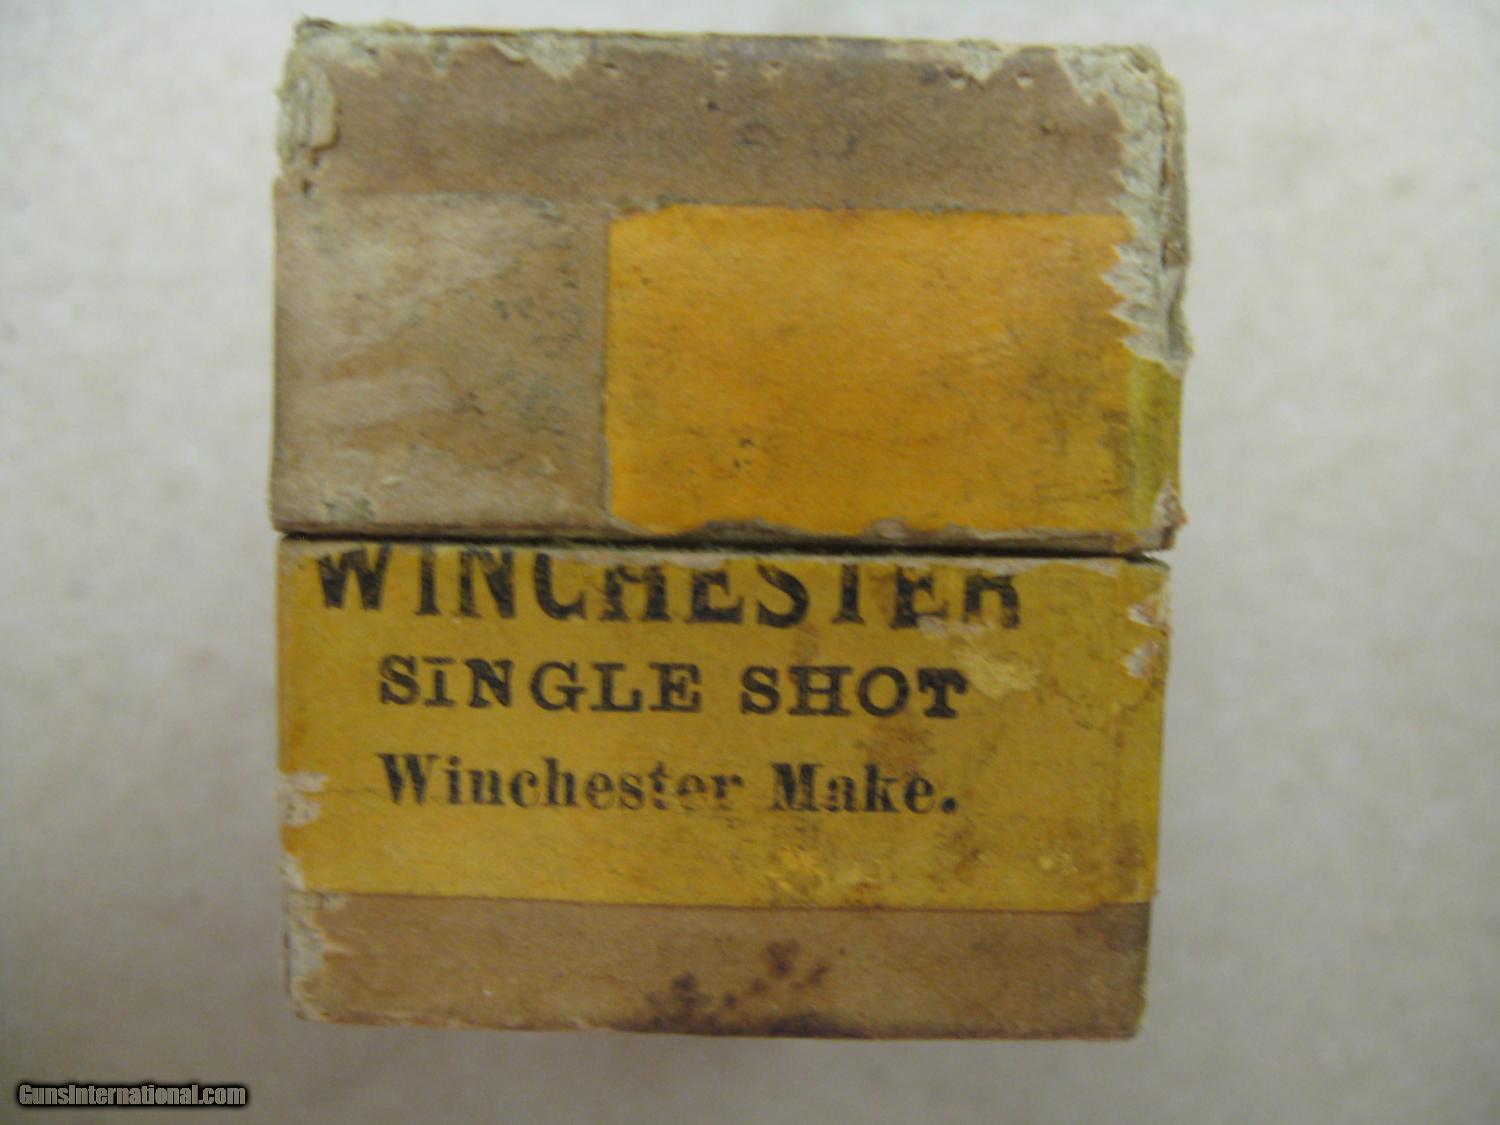 WINCHESTER
SINGLE SHOT
Winchester Make.
GunsInternational.com